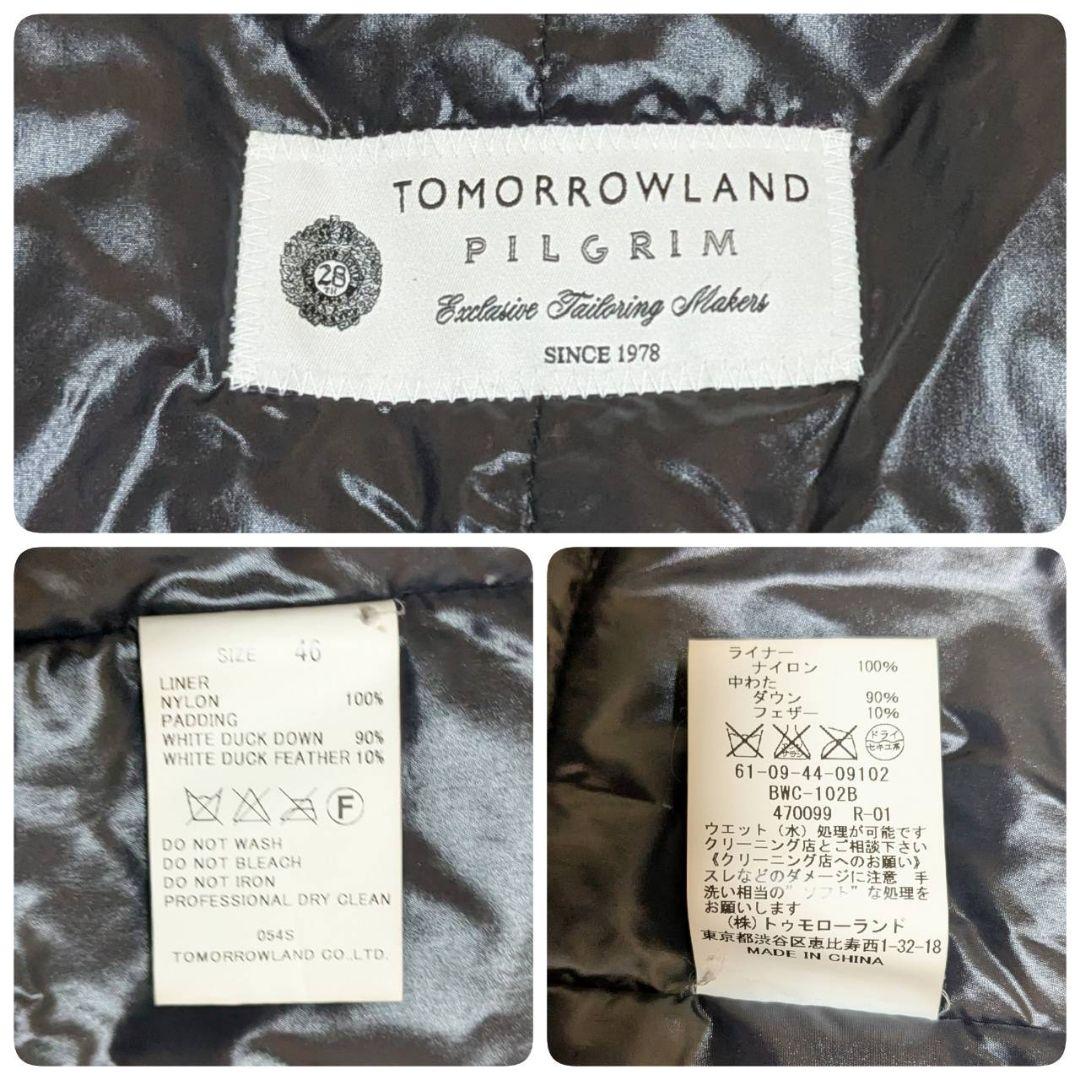 TOMORROWLAND
PILGRIM
28
TH
Exclusive Tailoring Makers
SINCE 1978
SIZE 46
LINER
NYLON 100%
PADDING
WHITE DUCK DOWN 90%
WHITE DUCK FEATHER 10%
F
DO NOT WASH
DO NOT BLEACH
DO NOT IRON
PROFESSIONAL DRY CLEAN
054S
TOMORROWLAND CO.,LTD.
ライナー
ナイロン 100%
中わた
ダウン 90%
フェザー 10%
エンソサラシ ドライ
セキユ系
61-09-44-09102
BWC-102B
470099 R-01
ウエット(水)処理が可能です
クリーニング店とご相談下さい
《クリーニング店へのお願い》
スレなどのダメージに注意 手
洗い相当の"ソフト"な処理を
お願いします
(株)トゥモローランド
東京都渋谷区恵比寿西1-32-18
MADE IN CHINA